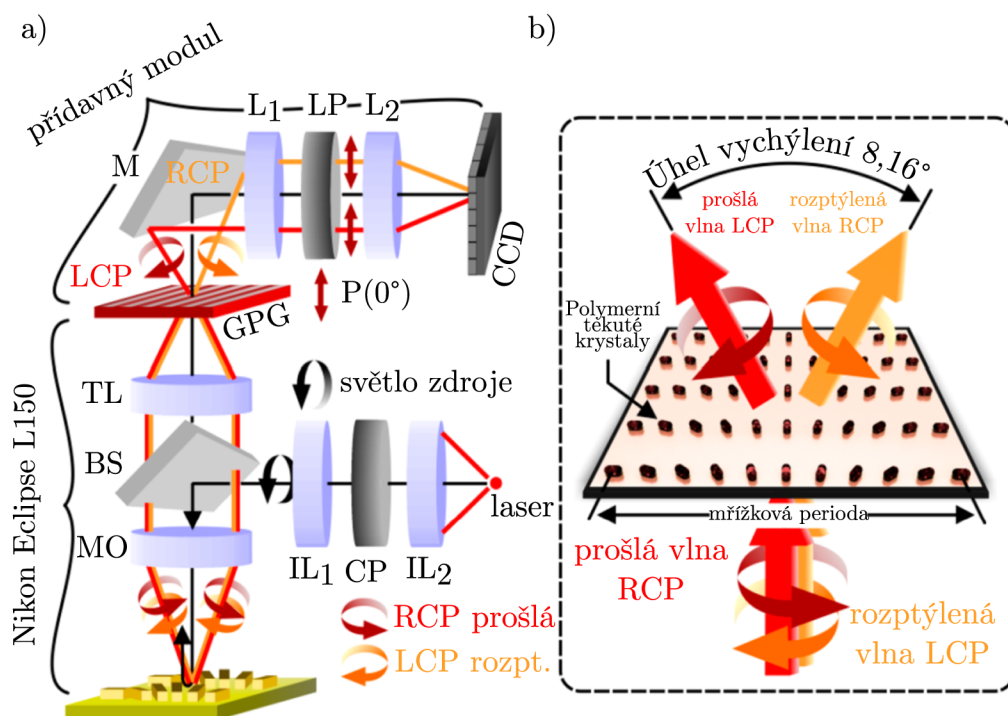 a)
přídavný modul
L1 LP L2
M
RCP
LCP
CCD
P(0°)
GPG
Nikon Eclipse L150
TL
světlo zdroje
BS
laser
MO
IL1 CP IL2
RCP prošlá
LCP rozpt.
b)
Úhel vychýlení 8,16°
prošlá
vlna LCP
rozptýlená
vlna RCP
Polymerní
tekuté
krystaly
mřížková perioda
prošlá vlna
RCP
rozptýlená
vlna LCP